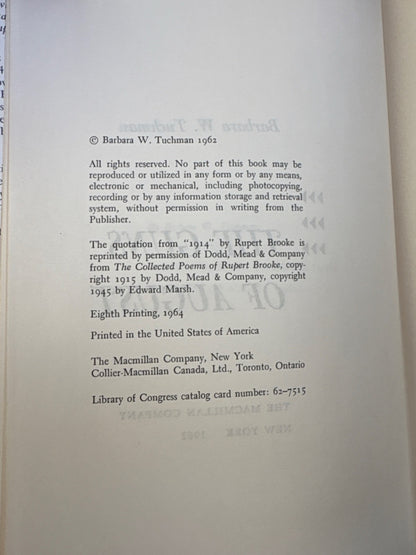 © Barbara W. Tuchman 1962
All rights reserved. No part of this book may be
reproduced or utilized in any form or by any means,
electronic or mechanical, including photocopying,
recording or by any information storage and retrieval
system, without permission in writing from the
Publisher.
The quotation from "1914" by Rupert Brooke is
reprinted by permission of Dodd, Mead & Company
from The Collected Poems of Rupert Brooke, copy-
right 1915 by Dodd, Mead & Company, copyright
1945 by Edward Marsh.
Eighth Printing, 1964
Printed in the United States of America
The Macmillan Company, New York
Collier-Macmillan Canada, Ltd., Toronto, Ontario
Library of Congress catalog card number: 62–7515